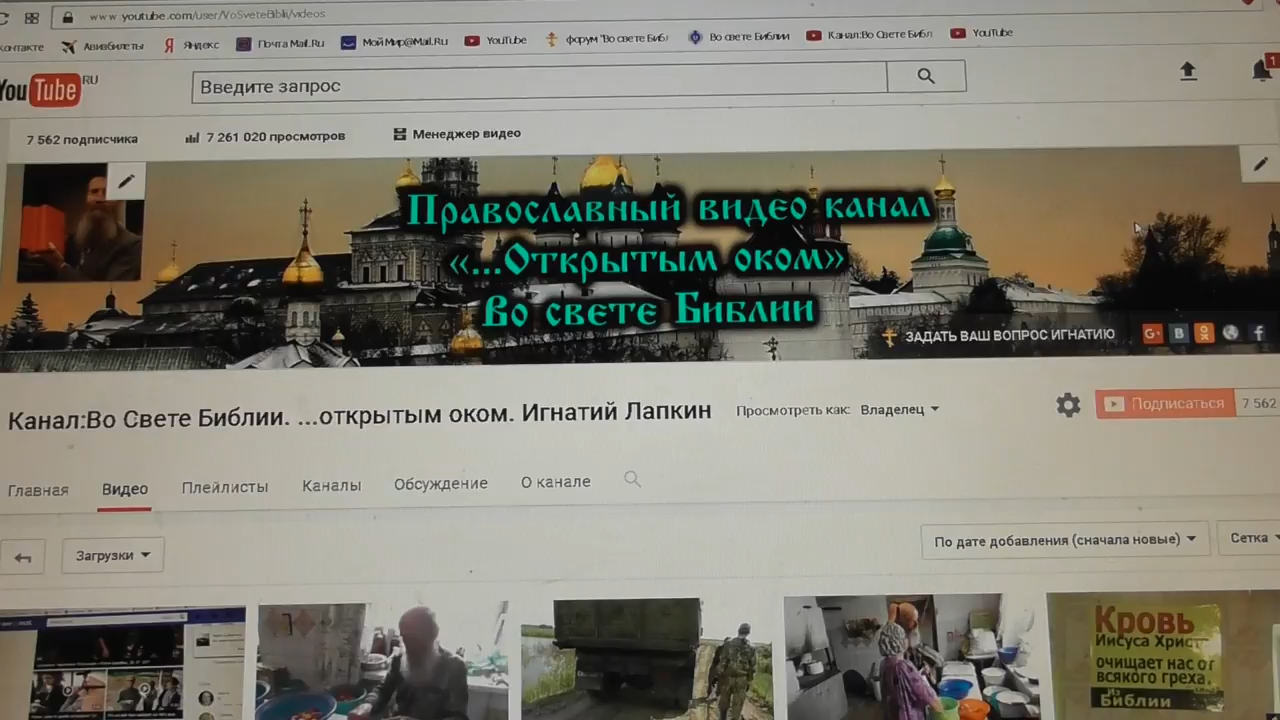 www.youtube.com/user/VoSveteBiblii/videos
контакте Авиабилеты Яндекс Почта Mail.Ru Мой Мир@Mail.Ru YouTube форум "Во свете Библ Во свете Библии Канал:Во Свете Библ YouTube
YouTube RU
Введите запрос
1
7 562 подписчика 7 261 020 просмотров Менеджер видео
Православный видео канал
«...Открытым оком»
Во свете Библии
ЗАДАТЬ ВАШ ВОПРОС ИГНАТИЮ
Канал:Во Свете Библии. ...открытым оком. Игнатий Лапкин
Просмотреть как: Владелец
Подписаться 7 562
Главная Видео Плейлисты Каналы Обсуждение О канале
Загрузки
По дате добавления (сначала новые) Сетка
Кровь
Иисуса Христ
очищает нас от
всякого греха.
Из
Библии